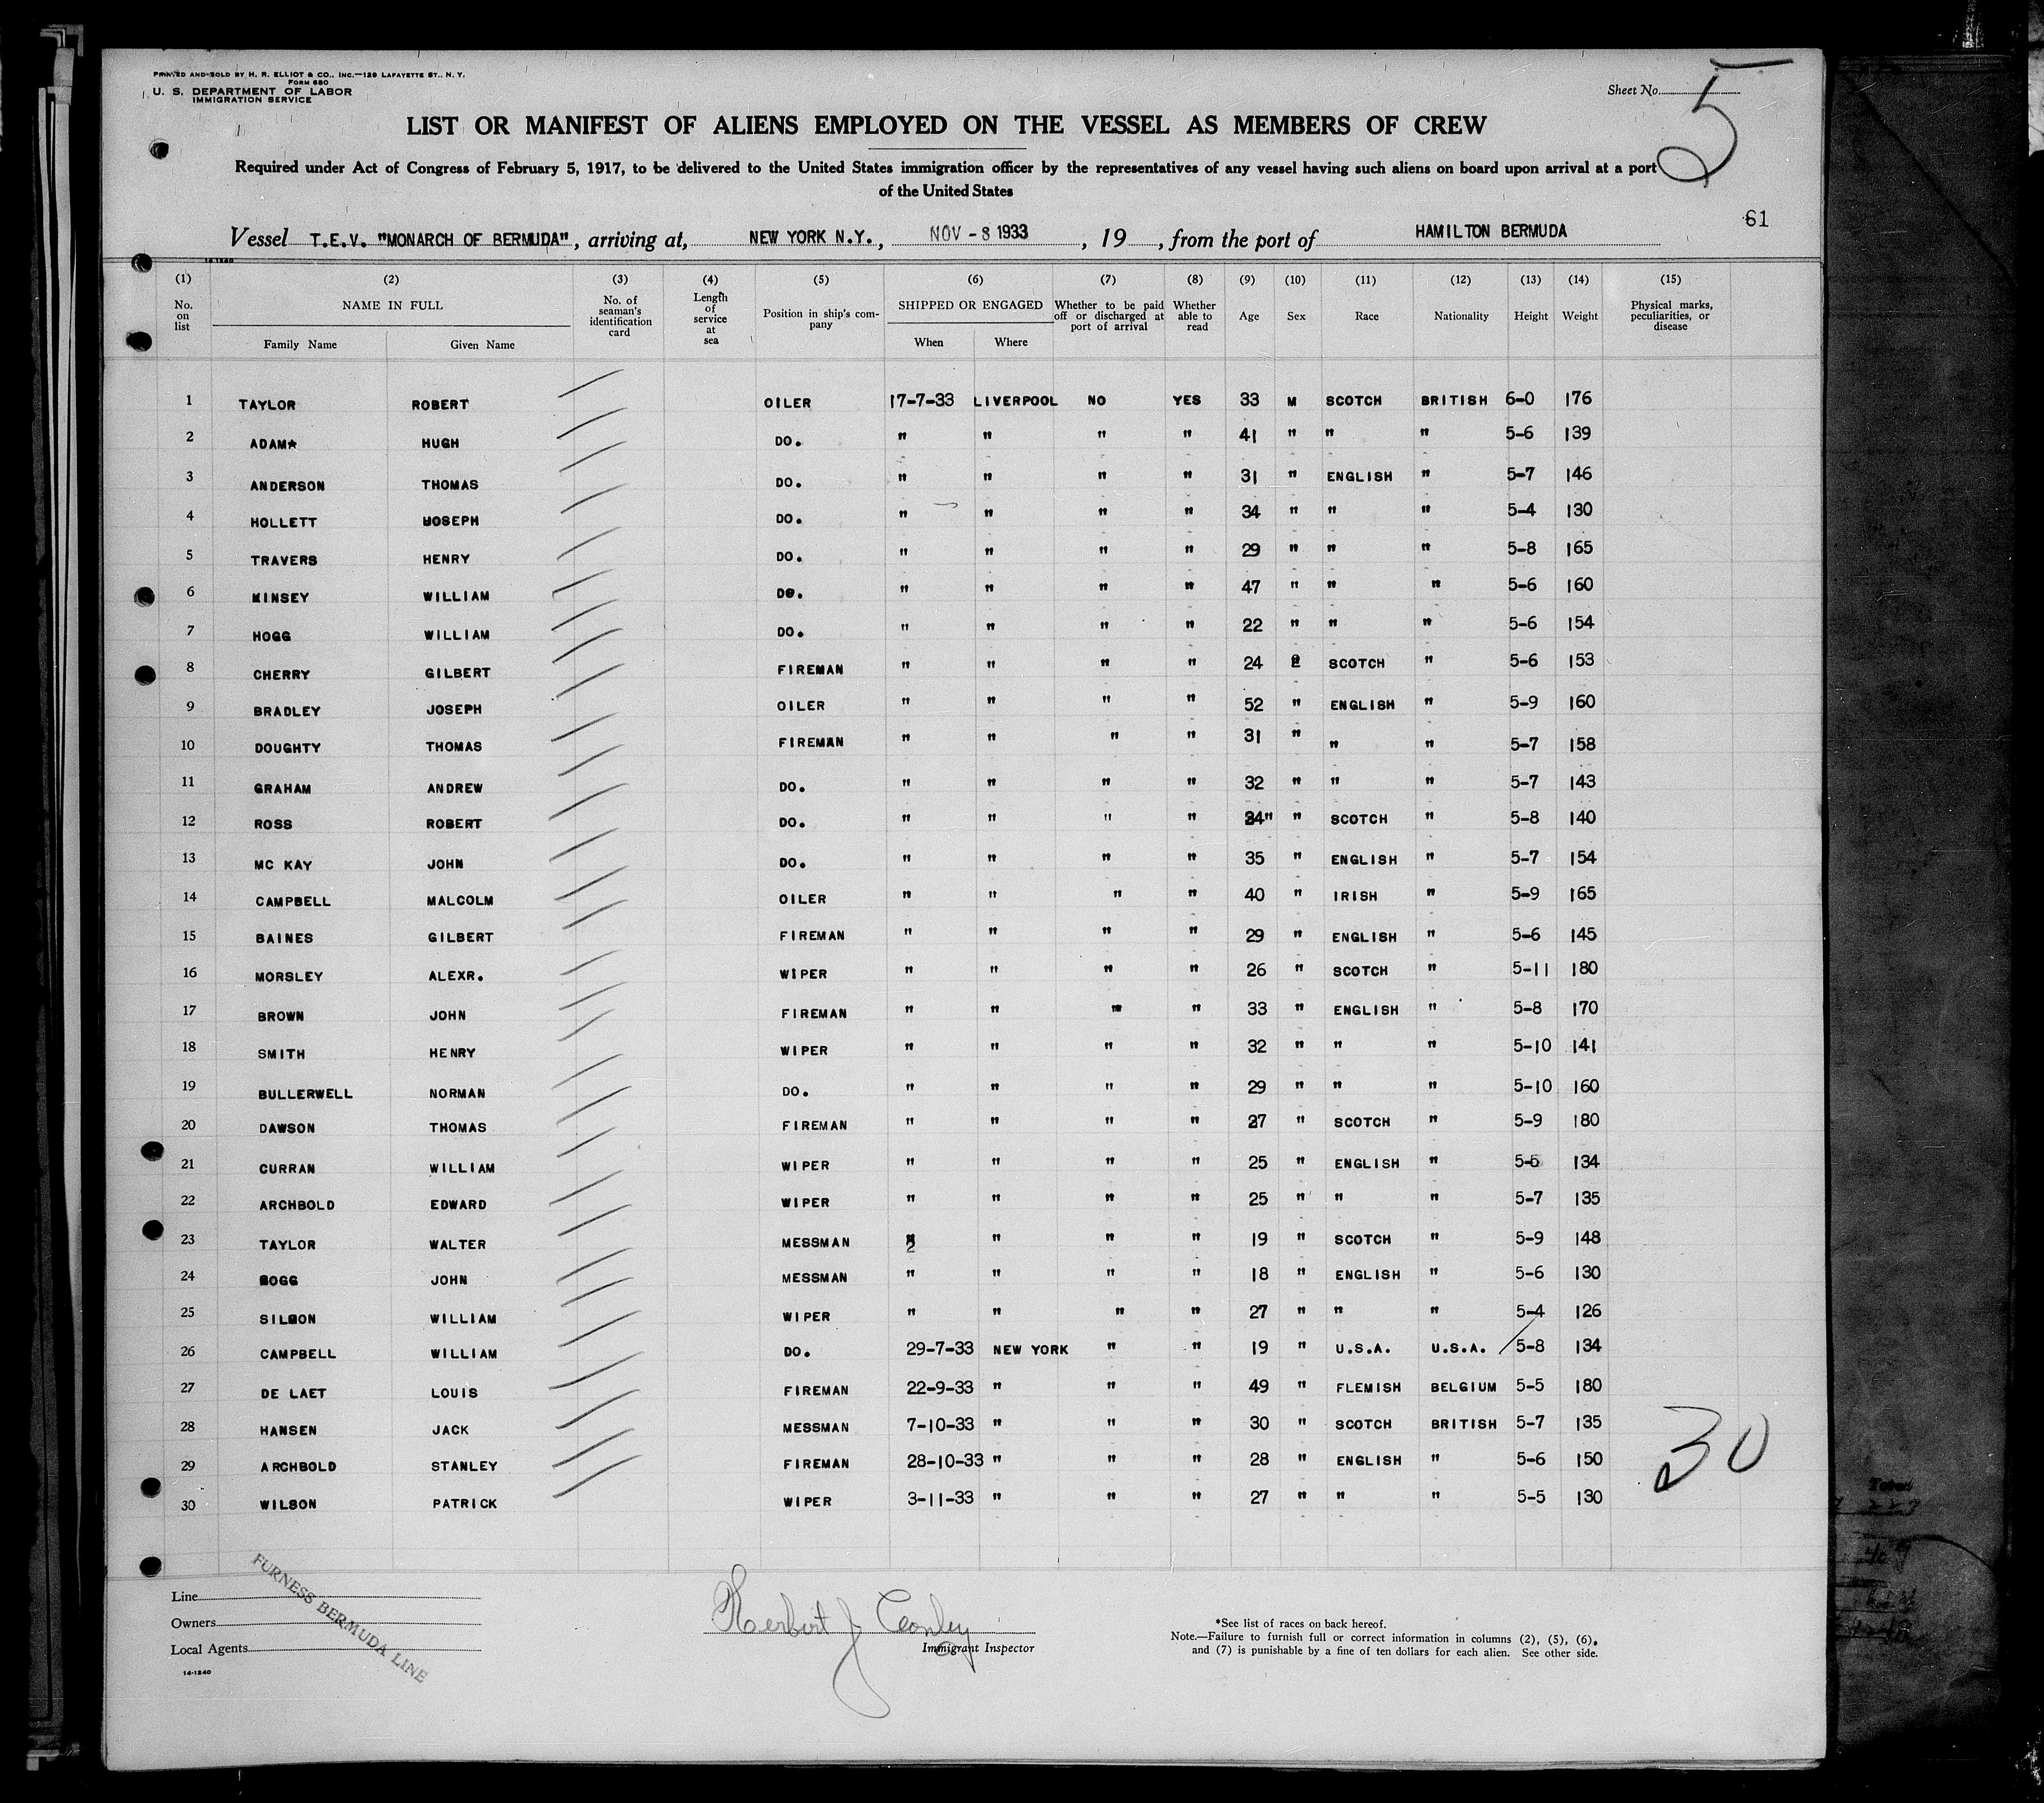 PRINTED AND SOLD BY H. R. ELLIOT & CO., INC.—129 LAFAYETTE ST., N. Y.
FORM 680
U. S. DEPARTMENT OF LABOR
IMMIGRATION SERVICE
Sheet No. 5
LIST OR MANIFEST OF ALIENS EMPLOYED ON THE VESSEL AS MEMBERS OF CREW
Required under Act of Congress of February 5, 1917, to be delivered to the United States immigration officer by the representatives of any vessel having such aliens on board upon arrival at a port
of the United States
61
Vessel T.E.V. "MONARCH OF BERMUDA", arriving at, NEW YORK N.Y., NOV - 8 1933, 19 , from the port of HAMILTON BERMUDA
14-1240
(1) (2) (3) (4) (5) (6) (7) (8) (9) (10) (11) (12) (13) (14) (15)
No. on list NAME IN FULL Family Name Given Name No. of seaman's identification card Length of service at sea Position in ship's company SHIPPED OR ENGAGED When Where Whether to be paid off or discharged at port of arrival Whether able to read Age Sex Race Nationality Height Weight Physical marks, peculiarities, or disease
1 TAYLOR ROBERT OILER 17-7-33 LIVERPOOL NO YES 33 M SCOTCH BRITISH 6-0 176
2 ADAM* HUGH DO. " " " " 41 " " " 5-6 139
3 ANDERSON THOMAS DO. " " " " 31 " ENGLISH " 5-7 146
4 HOLLETT JOSEPH DO. " " " " 34 " " " 5-4 130
5 TRAVERS HENRY DO. " " " " 29 " " " 5-8 165
6 KINSEY WILLIAM DO. " " " " 47 " " " 5-6 160
7 HOGG WILLIAM DO. " " " " 22 " " " 5-6 154
8 CHERRY GILBERT FIREMAN " " " " 24 SCOTCH " 5-6 153
9 BRADLEY JOSEPH OILER " " " " 52 " ENGLISH " 5-9 160
10 DOUGHTY THOMAS FIREMAN " " " " 31 " " " 5-7 158
11 GRAHAM ANDREW DO. " " " " 32 " " " 5-7 143
12 ROSS ROBERT DO. " " " " " " SCOTCH " 5-8 140
13 MC KAY JOHN DO. " " " " 35 " ENGLISH " 5-7 154
14 CAMPBELL MALCOLM OILER " " " " 40 " IRISH " 5-9 165
15 BAINES GILBERT FIREMAN " " " " 29 " ENGLISH " 5-6 145
16 MORSLEY ALEXR. WIPER " " " " 26 " SCOTCH " 5-11 180
17 BROWN JOHN FIREMAN " " " " 33 " ENGLISH " 5-8 170
18 SMITH HENRY WIPER " " " " 32 " " " 5-10 141
19 BULLERWELL NORMAN DO. " " " " 29 " " " 5-10 160
20 DAWSON THOMAS FIREMAN " " " " 27 " SCOTCH " 5-9 180
21 CURRAN WILLIAM WIPER " " " " 25 " ENGLISH " 134
22 ARCHBOLD EDWARD WIPER " " " " 25 " " " 5-7 135
23 TAYLOR WALTER MESSMAN " " " 19 " SCOTCH " 5-9 148
24 JOHN MESSMAN " " " " 18 " ENGLISH " 5-6 130
25 WILLIAM WIPER " " " " 27 " " " 5-4 126
26 CAMPBELL WILLIAM DO. 29-7-33 NEW YORK " " 19 " U.S.A. U.S.A. 5-8 134
27 DE LAET LOUIS FIREMAN 22-9-33 " " " 49 " FLEMISH BELGIUM 5-5 180
28 HANSEN JACK MESSMAN 7-10-33 " " " 30 " SCOTCH BRITISH 5-7 135
29 ARCHBOLD STANLEY FIREMAN 28-10-33 " " " 28 " ENGLISH " 5-6 150
30 WILSON PATRICK WIPER 3-11-33 " " " 27 " " " 5-5 130
30
Line
Owners
Local Agents
FURNESS BERMUDA LINE
14-1240
Herbert J
Immigrant Inspector
*See list of races on back hereof.
Note.—Failure to furnish full or correct information in columns (2), (5), (6),
and (7) is punishable by a fine of ten dollars for each alien. See other side.